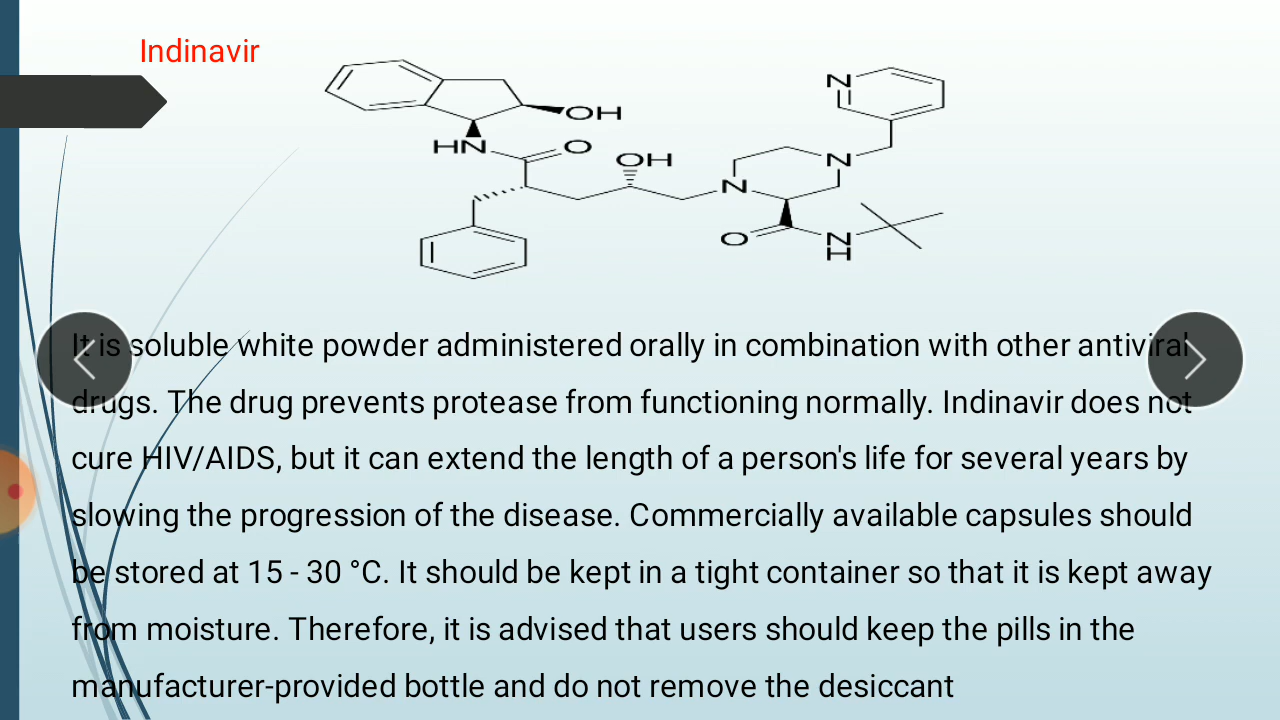 Indinavir
N
OH
HN
O
OH
N
N
O
N
H
It is soluble white powder administered orally in combination with other antiviral
drugs. The drug prevents protease from functioning normally. Indinavir does not
cure HIV/AIDS, but it can extend the length of a person's life for several years by
slowing the progression of the disease. Commercially available capsules should
be stored at 15 - 30 °C. It should be kept in a tight container so that it is kept away
from moisture. Therefore, it is advised that users should keep the pills in the
manufacturer-provided bottle and do not remove the desiccant